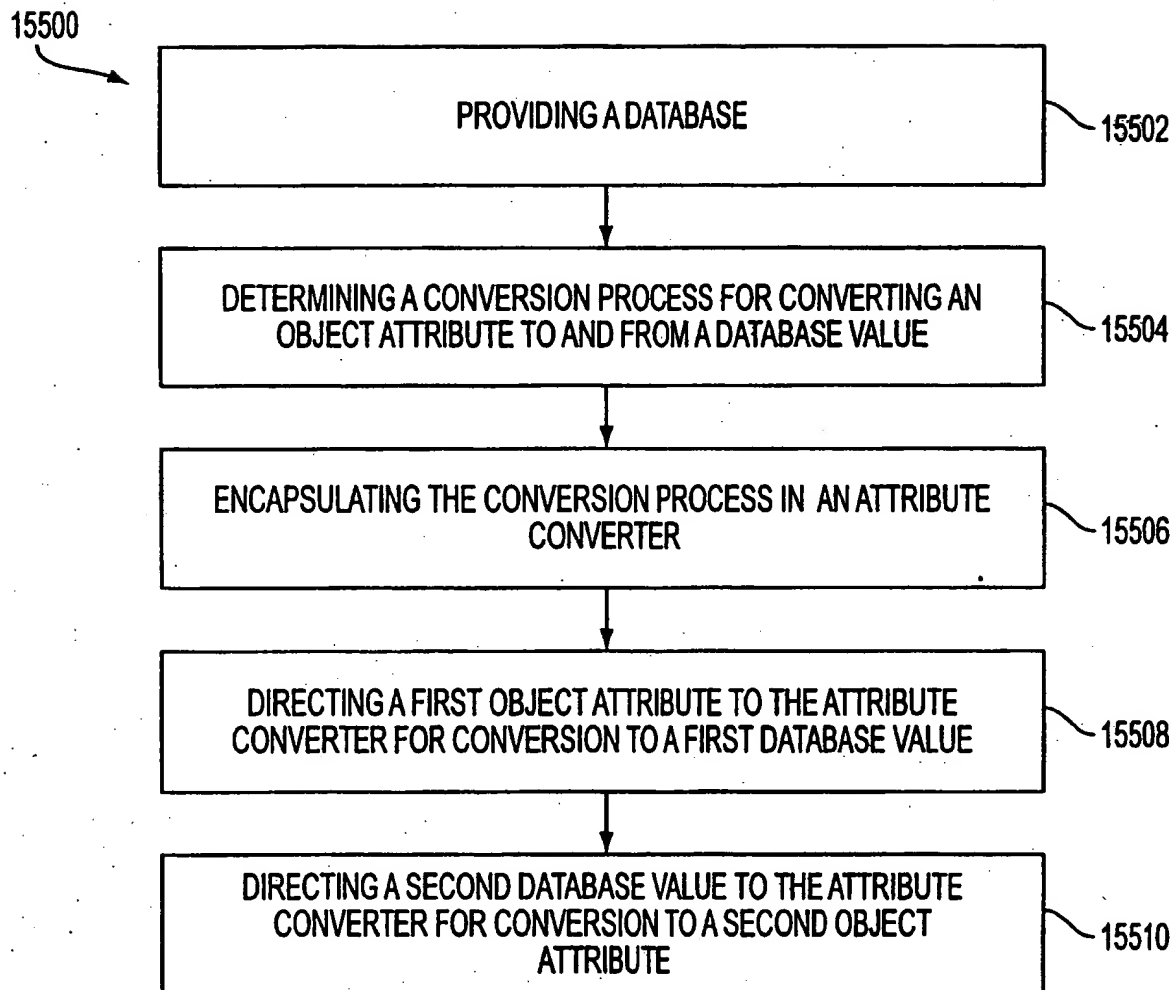 15500
PROVIDING A DATABASE
15502
DETERMINING A CONVERSION PROCESS FOR CONVERTING AN
OBJECT ATTRIBUTE TO AND FROM A DATABASE VALUE
15504
ENCAPSULATING THE CONVERSION PROCESS IN AN ATTRIBUTE
CONVERTER
15506
DIRECTING A FIRST OBJECT ATTRIBUTE TO THE ATTRIBUTE
CONVERTER FOR CONVERSION TO A FIRST DATABASE VALUE
15508
DIRECTING A SECOND DATABASE VALUE TO THE ATTRIBUTE
CONVERTER FOR CONVERSION TO A SECOND OBJECT
ATTRIBUTE
15510